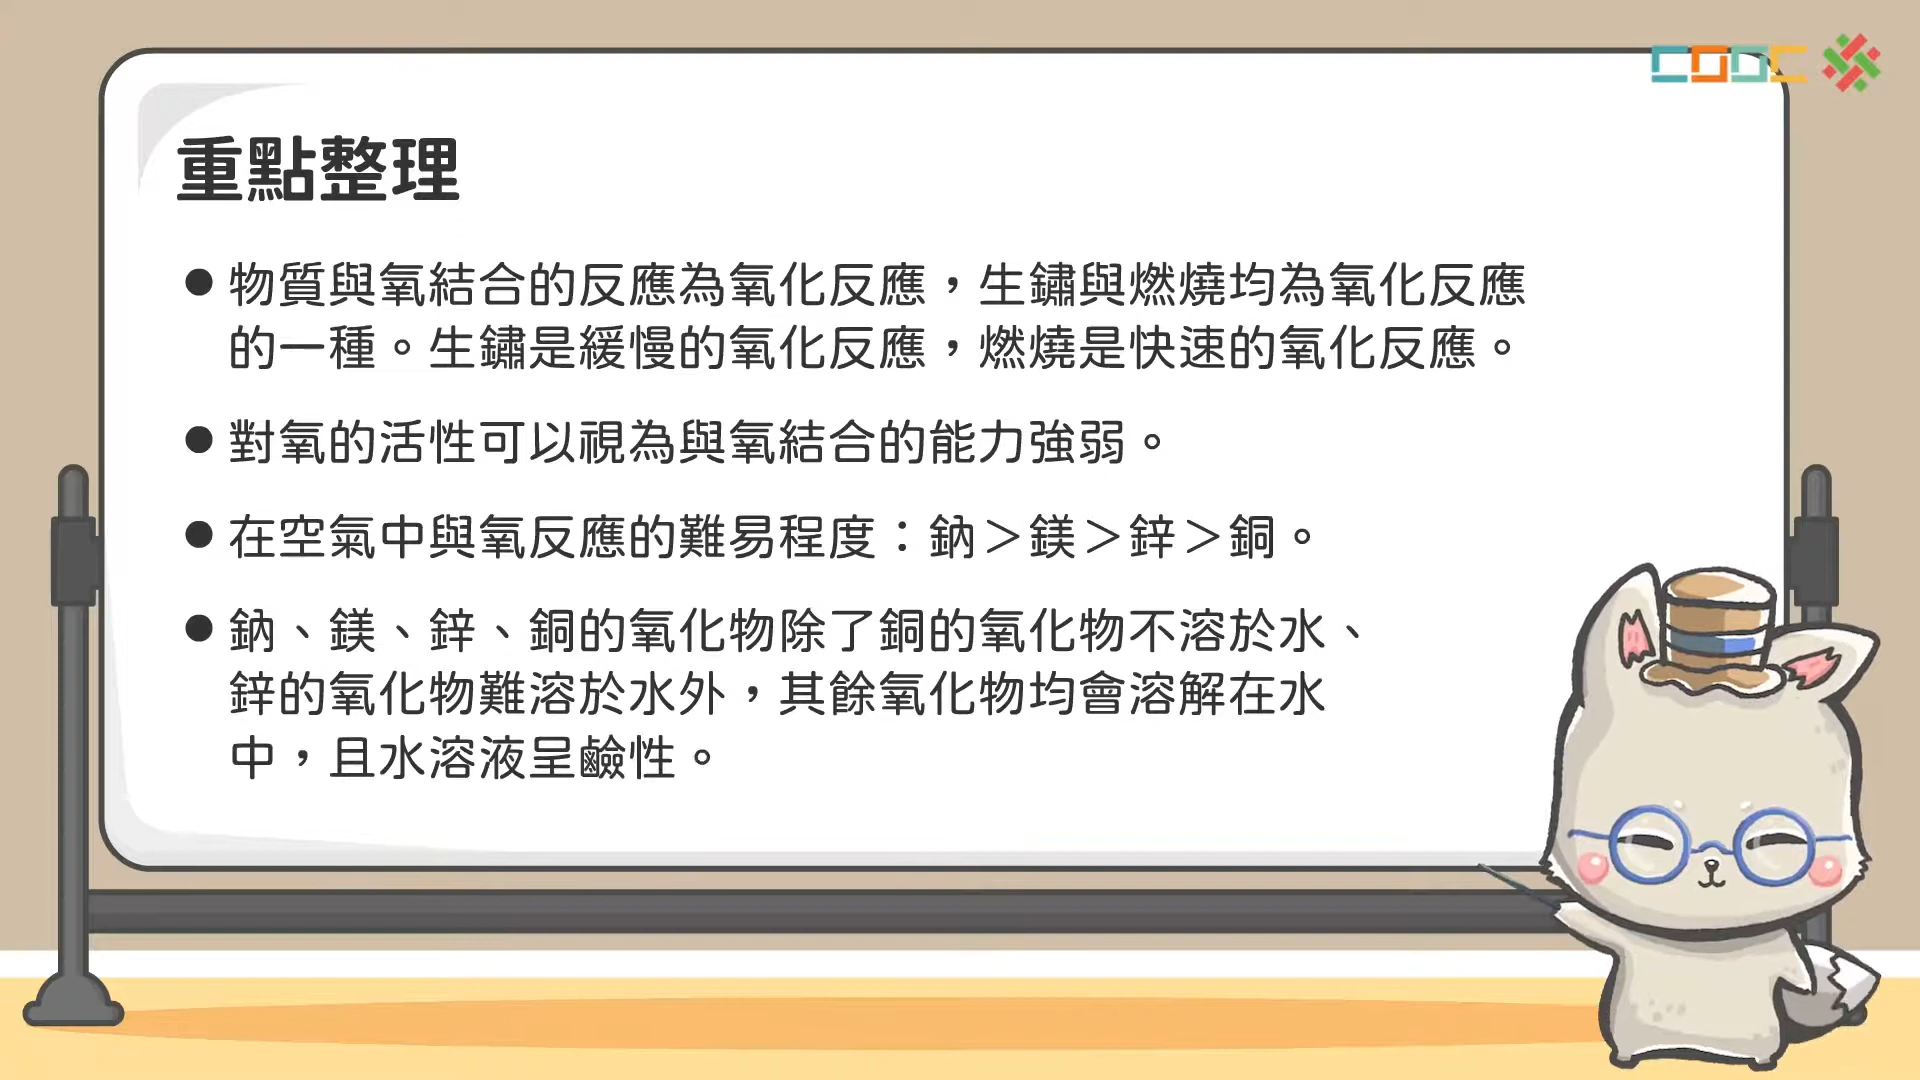 COOC
重點整理
●物質與氧結合的反應為氧化反應，生鏽與燃燒均為氧化反應
的一種。生鏽是緩慢的氧化反應，燃燒是快速的氧化反應。
●對氧的活性可以視為與氧結合的能力強弱。
●在空氣中與氧反應的難易程度：鈉＞鎂＞鋅＞銅。
●鈉、鎂、鋅、銅的氧化物除了銅的氧化物不溶於水、
鋅的氧化物難溶於水外，其餘氧化物均會溶解在水
中，且水溶液呈鹼性。